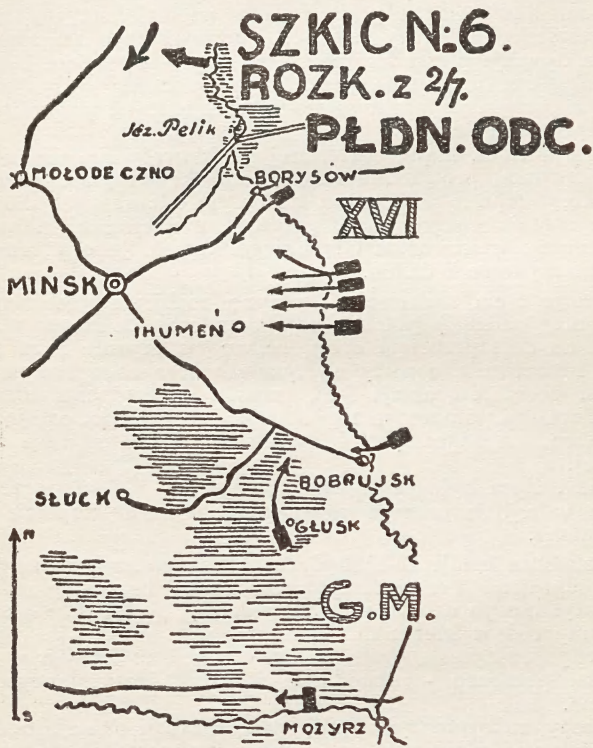 SZKIC N:6.
ROZK. z 2/7.
Jez. Pelik
PŁDN. ODC.
MOŁODECZNO
BORYSÓW
XVI
MIŃSK
IHUMEŃ
BOBRUJSK
SŁUCK
GŁUSK
N
G.M.
S
MOZYRZ